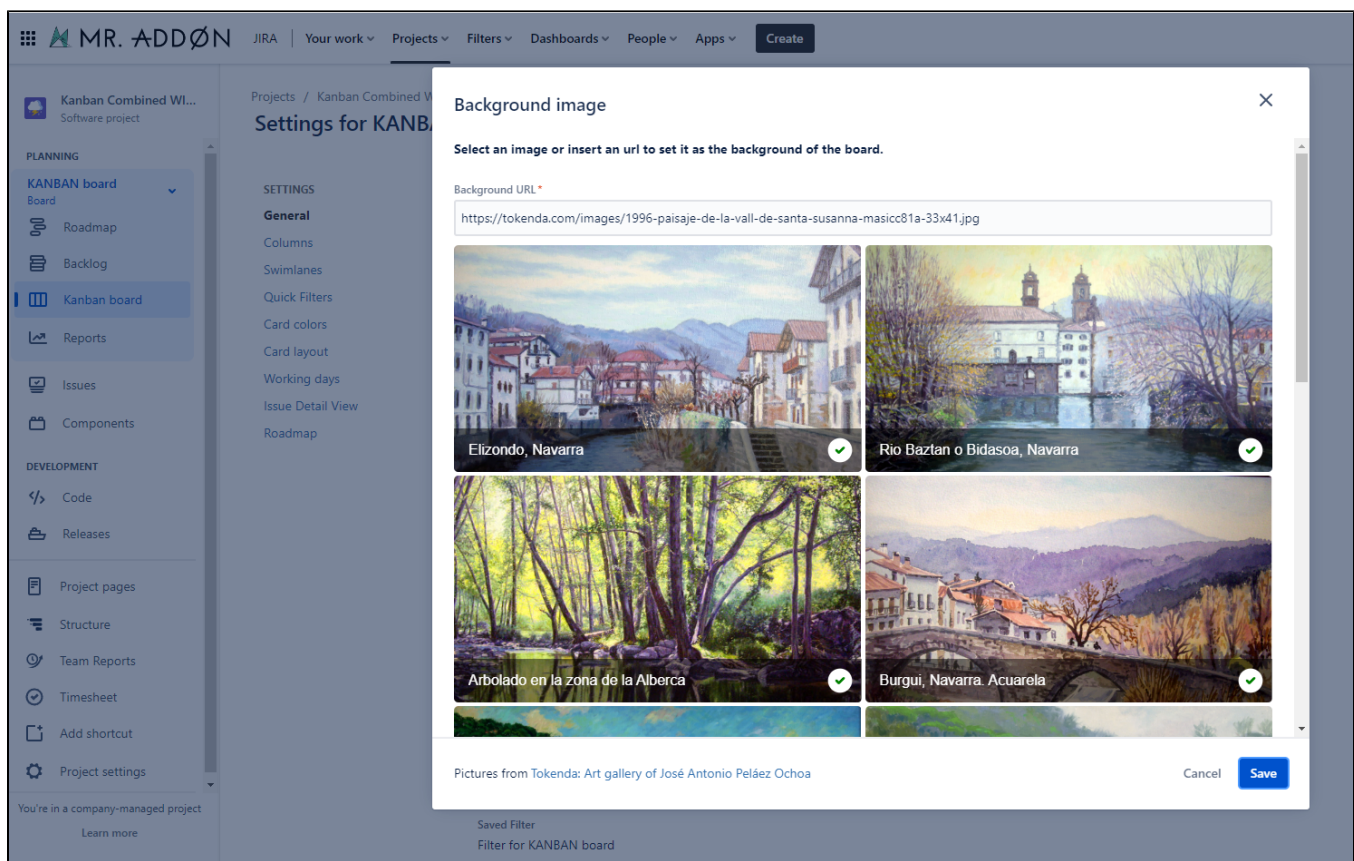 MR. ADDØN
JIRA
Your work
Projects
Filters
Dashboards
People
Apps
Create
Kanban Combined WI...
Software project
PLANNING
KANBAN board
Board
Roadmap
Backlog
Kanban board
Reports
Issues
Components
DEVELOPMENT
Code
Releases
Project pages
Structure
Team Reports
Timesheet
Add shortcut
Project settings
You're in a company-managed project
Learn more
Projects / Kanban Combined W
Settings for KANBA
SETTINGS
General
Columns
Swimlanes
Quick Filters
Card colors
Card layout
Working days
Issue Detail View
Roadmap
Background image
Select an image or insert an url to set it as the background of the board.
Background URL*
https://tokenda.com/images/1996-paisaje-de-la-vall-de-santa-susanna-masicc81a-33x41.jpg
Elizondo, Navarra
Rio Baztan o Bidasoa, Navarra
Arbolado en la zona de la Alberca
Burgui, Navarra. Acuarela
Pictures from Tokenda: Art gallery of José Antonio Peláez Ochoa
Cancel
Save
Saved Filter
Filter for KANBAN board